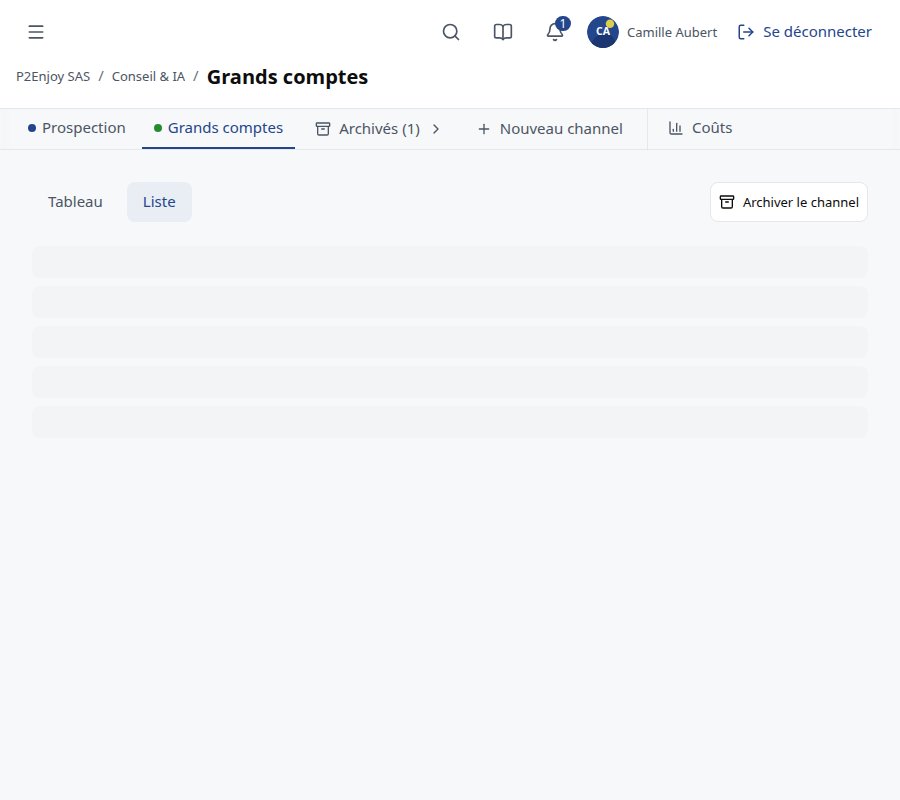 1
CA
Camille Aubert
Se déconnecter
P2Enjoy SAS / Conseil & IA / Grands comptes
Prospection
Grands comptes
Archivés (1)
Nouveau channel
Coûts
Tableau
Liste
Archiver le channel